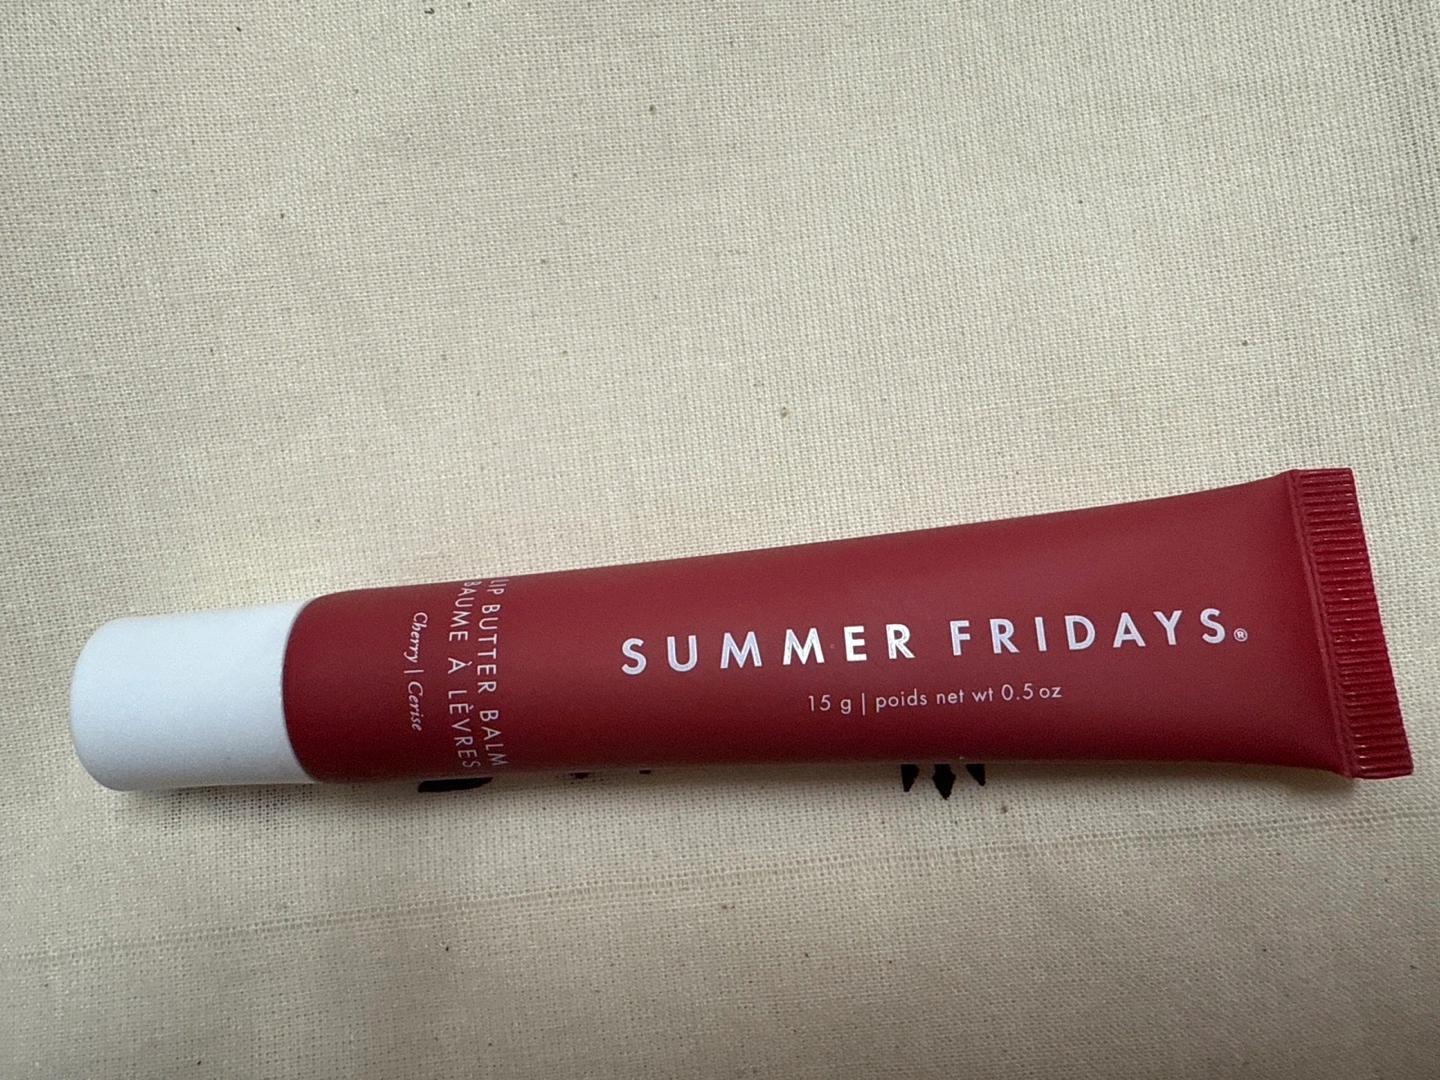 SUMMER FRIDAYS®
15 g | poids net wt 0.5 oz
LIP BUTTER BALM
BAUME À LÈVRES
Cherry | Cerise